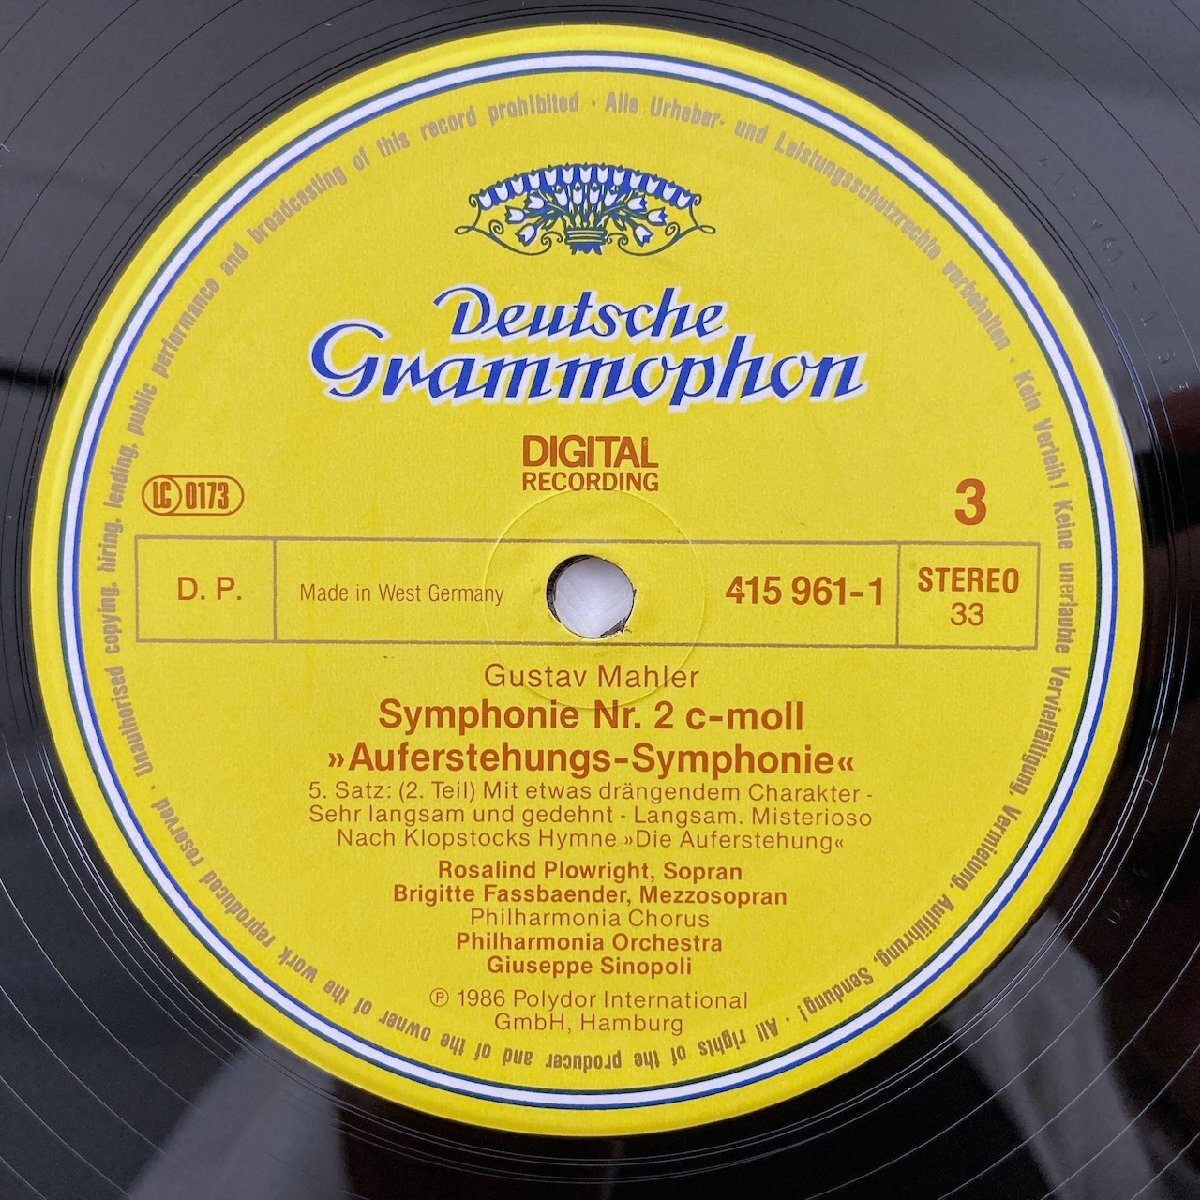 Deutsche
Grammophon
DIGITAL
RECORDING
LC 0173
3
D. P.
Made in West Germany
415 961-1
STEREO
33
Gustav Mahler
Symphonie Nr. 2 c-moll
»Auferstehungs-Symphonie«
5. Satz: (2. Teil) Mit etwas drängendem Charakter -
Sehr langsam und gedehnt - Langsam. Misterioso
Nach Klopstocks Hymne »Die Auferstehung«
Rosalind Plowright, Sopran
Brigitte Fassbaender, Mezzosopran
Philharmonia Chorus
Philharmonia Orchestra
Giuseppe Sinopoli
℗ 1986 Polydor International
GmbH, Hamburg
Alle Urheber- und Leistungsschutzrechte vorbehalten · Kein Verleih! Keine unerlaubte Vervielfältigung, Vermietung, Aufführung, Sendung! · All rights of the producer and of the owner of the work reproduced reserved · Unauthorised copying, hiring, lending, public performance and broadcasting of this record prohibited ·